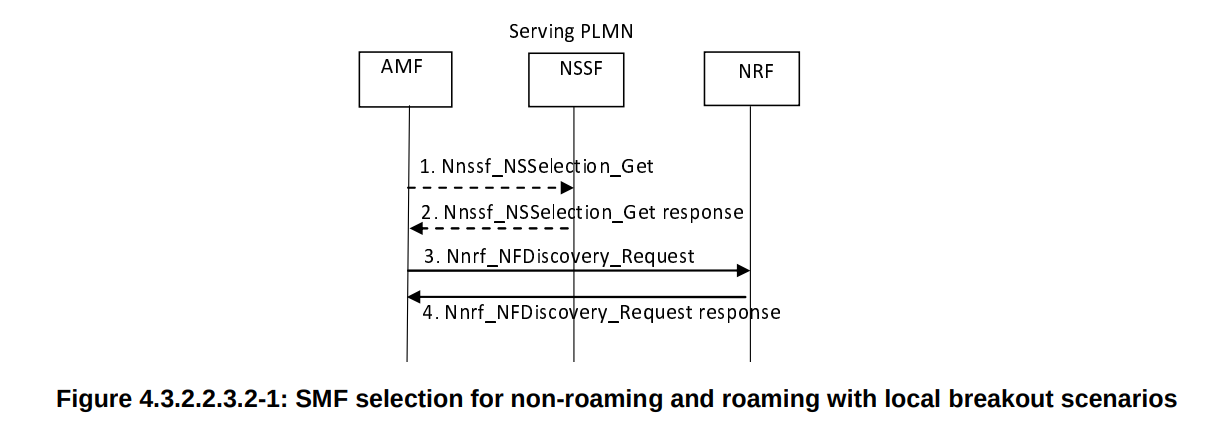 Serving PLMN
AMF
NSSF
NRF
1. Nnssf_NSSelection_Get
2. Nnssf_NSSelection_Get response
3. Nnrf_NFDiscovery_Request
4. Nnrf_NFDiscovery_Request response
Figure 4.3.2.2.3.2-1: SMF selection for non-roaming and roaming with local breakout scenarios